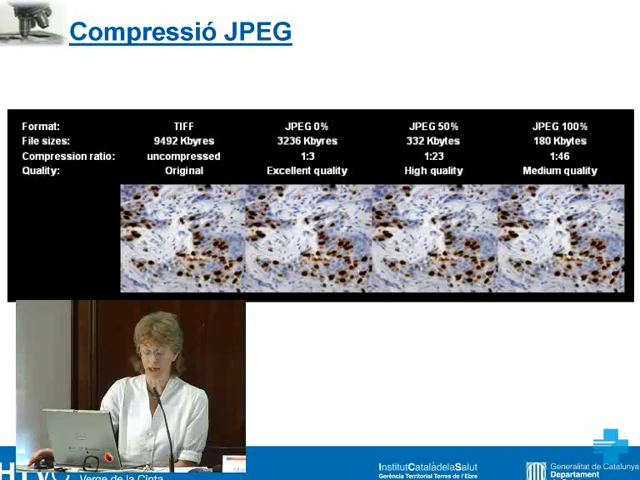 Compressió JPEG
Format: TIFF JPEG 0% JPEG 50% JPEG 100%
File sizes: 9492 Kbyres 3236 Kbyres 332 Kbytes 180 Kbytes
Compression ratio: uncompressed 1:3 1:23 1:46
Quality: Original Excellent quality High quality Medium quality
Verge de la Cinta
InstitutCatalàdelaSalut
Gerència Territorial Terres de l'Ebre
Generalitat de Catalunya
Departament